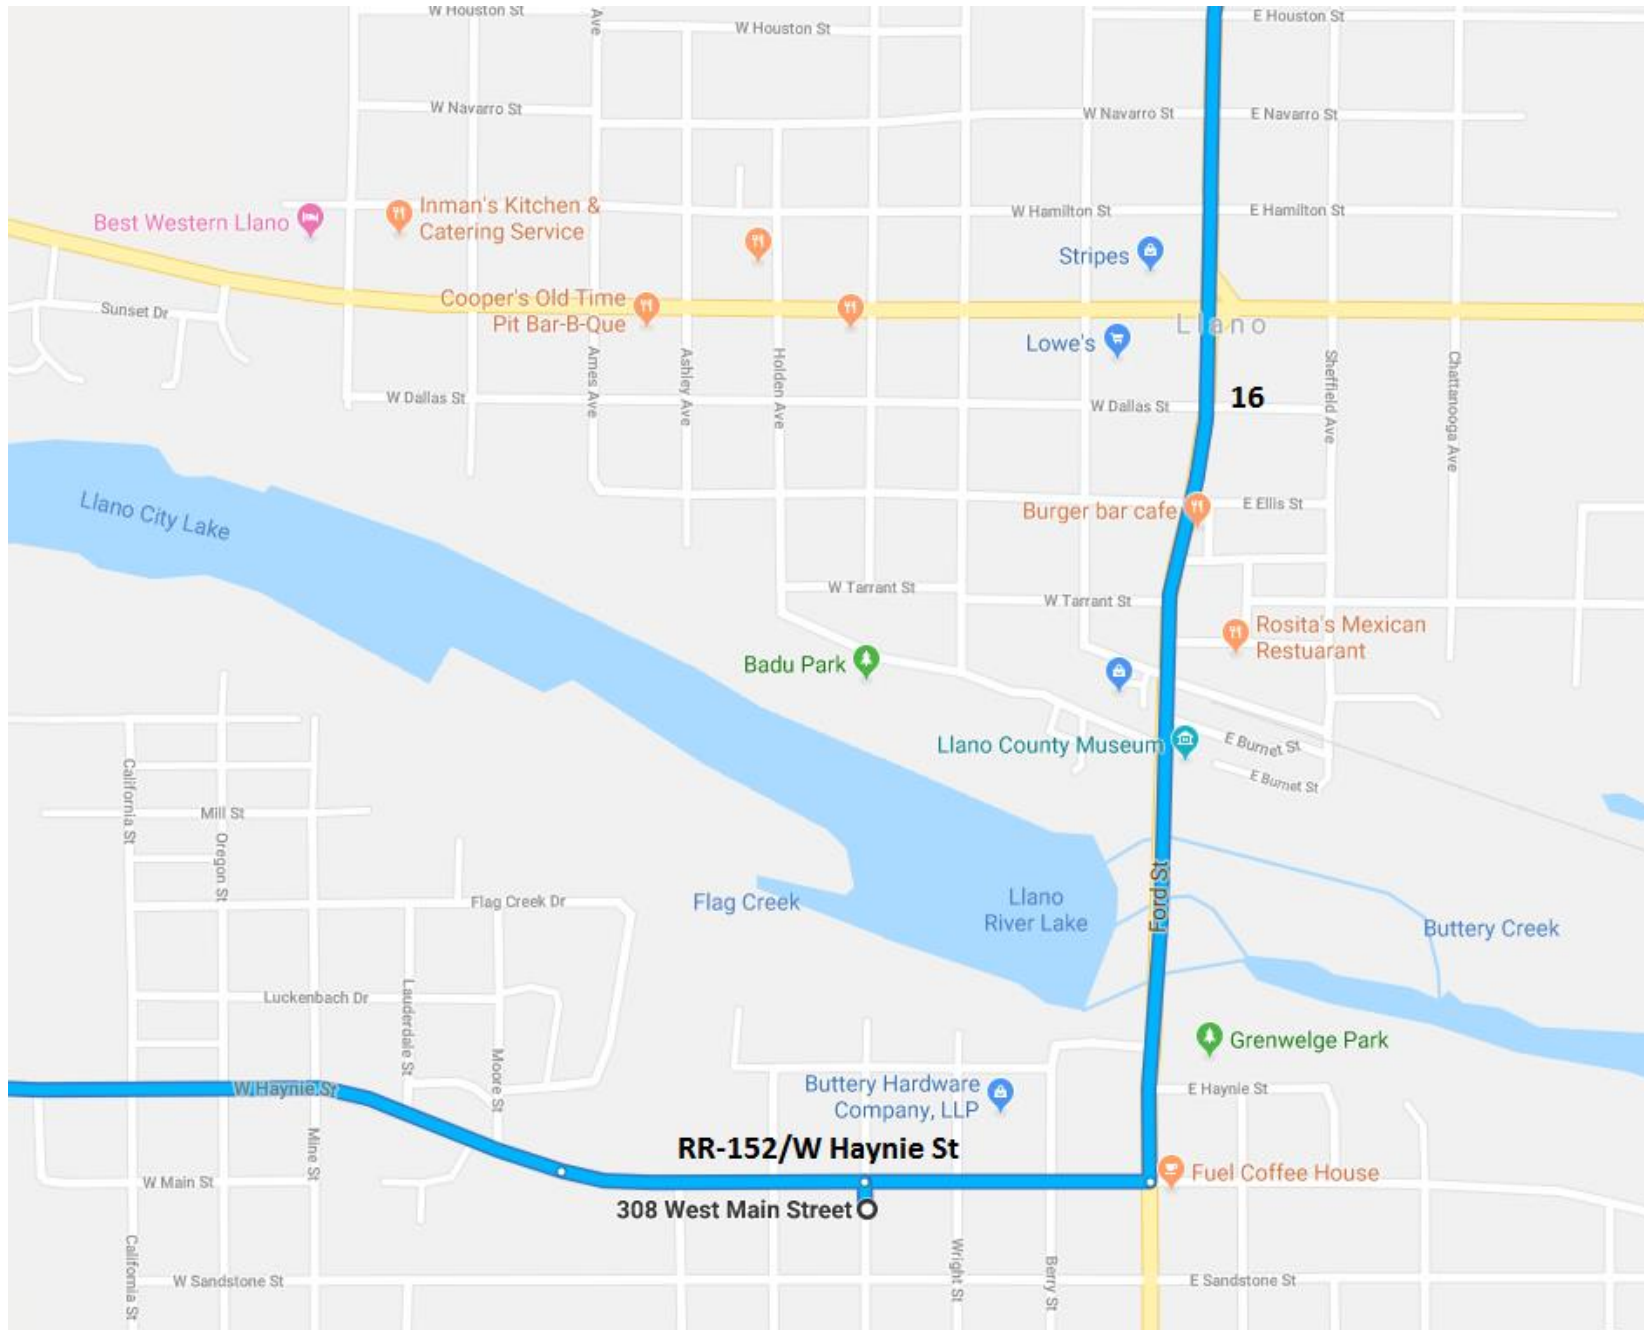 W Houston St
Ave
W Houston St
E Houston St
W Navarro St
W Navarro St
E Navarro St
Inman's Kitchen &
Catering Service
Best Western Llano
W Hamilton St
E Hamilton St
Stripes
Sunset Dr
Cooper's Old Time
Pit Bar-B-Que
Llano
Lowe's
Ames Ave
Ashley Ave
Holden Ave
Sheffield Ave
Chattanooga Ave
W Dallas St
W Dallas St
16
Llano City Lake
Burger bar cafe
E Ellis St
W Tarrant St
W Tarrant St
Rosita's Mexican
Restuarant
Badu Park
Llano County Museum
E Burnet St
E Burnet St
California St
Mill St
Oregon St
Flag Creek Dr
Flag Creek
Llano
River Lake
Ford St
Buttery Creek
Luckenbach Dr
Lauderdale St
Moore St
Grenwelge Park
W Haynie St
Buttery Hardware
Company, LLP
E Haynie St
Mine St
RR-152/W Haynie St
W Main St
Fuel Coffee House
308 West Main Street
California St
W Sandstone St
Wright St
Berry St
E Sandstone St